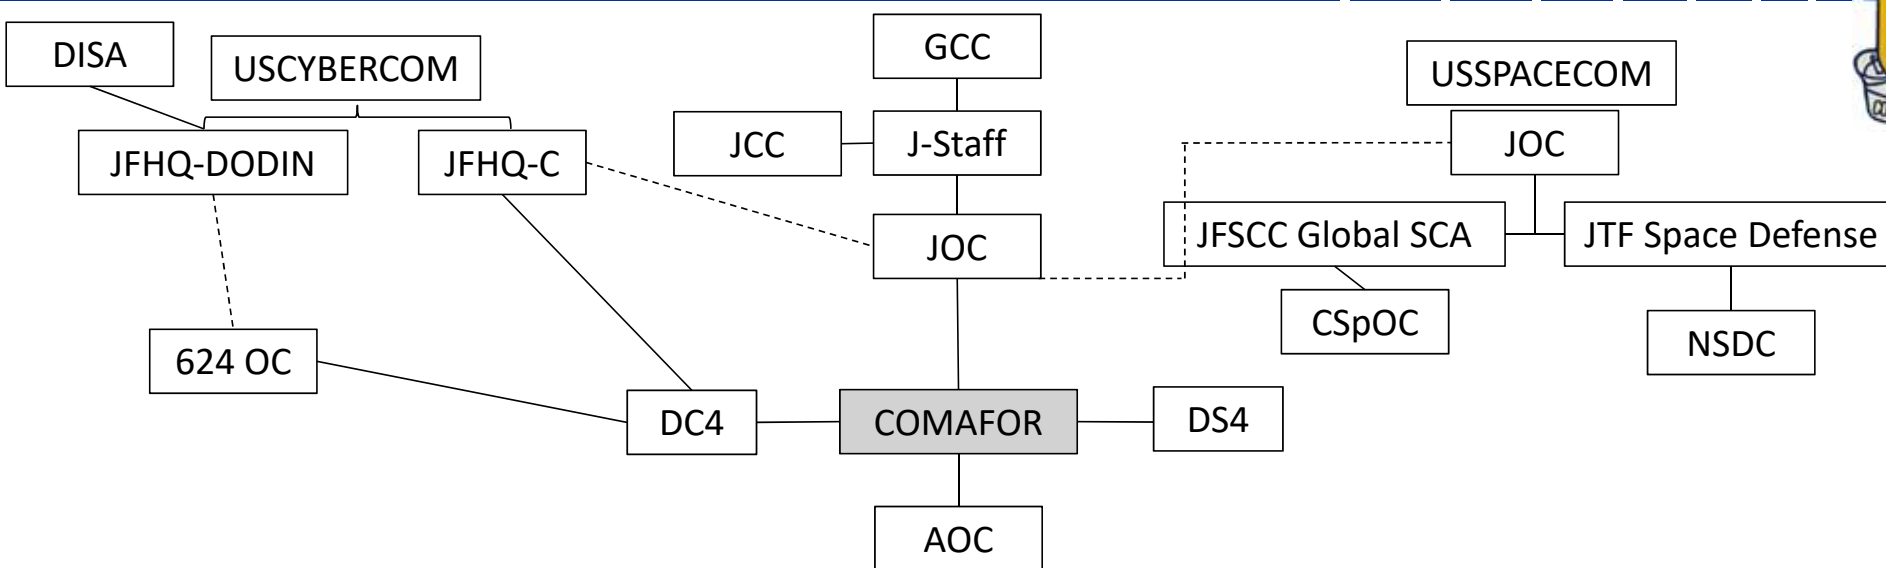 DISA
USCYBERCOM
GCC
USSPACECOM
JFHQ-DODIN
JFHQ-C
JCC
J-Staff
JOC
JOC
JFSCC Global SCA
JTF Space Defense
CSpOC
NSDC
624 OC
DC4
COMAFOR
DS4
AOC